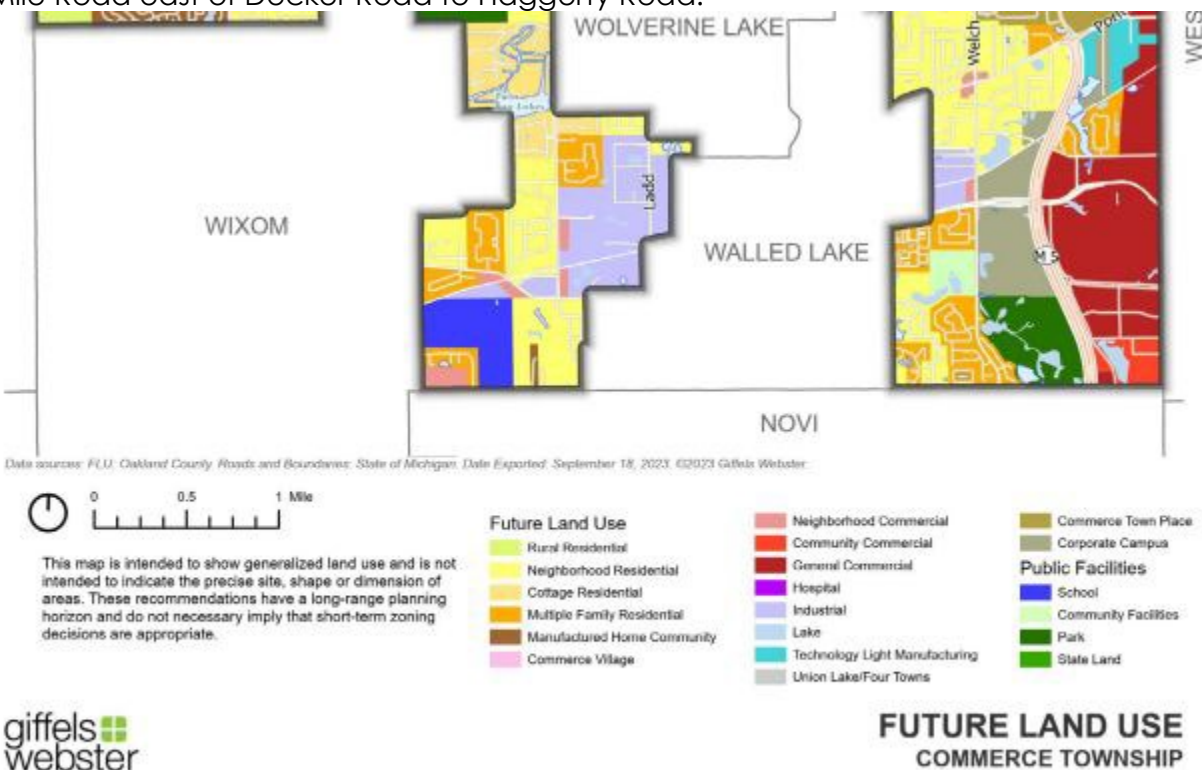 Mile Road east of Decker Road to Haggerty Road.
WOLVERINE LAKE
Welch
WIXOM
Ladd
WALLED LAKE
M 5
NOVI
Data sources: FLU: Oakland County. Roads and Boundaries: State of Michigan. Date Exported: September 18, 2023. ©2023 Giffels Webster.
0 0.5 1 Mile
This map is intended to show generalized land use and is not
intended to indicate the precise site, shape or dimension of
areas. These recommendations have a long-range planning
horizon and do not necessary imply that short-term zoning
decisions are appropriate.
Future Land Use
Rural Residential
Neighborhood Residential
Cottage Residential
Multiple Family Residential
Manufactured Home Community
Commerce Village
Neighborhood Commercial
Community Commercial
General Commercial
Hospital
Industrial
Lake
Technology Light Manufacturing
Union Lake/Four Towns
Commerce Town Place
Corporate Campus
Public Facilities
School
Community Facilities
Park
State Land
giffels
webster
FUTURE LAND USE
COMMERCE TOWNSHIP